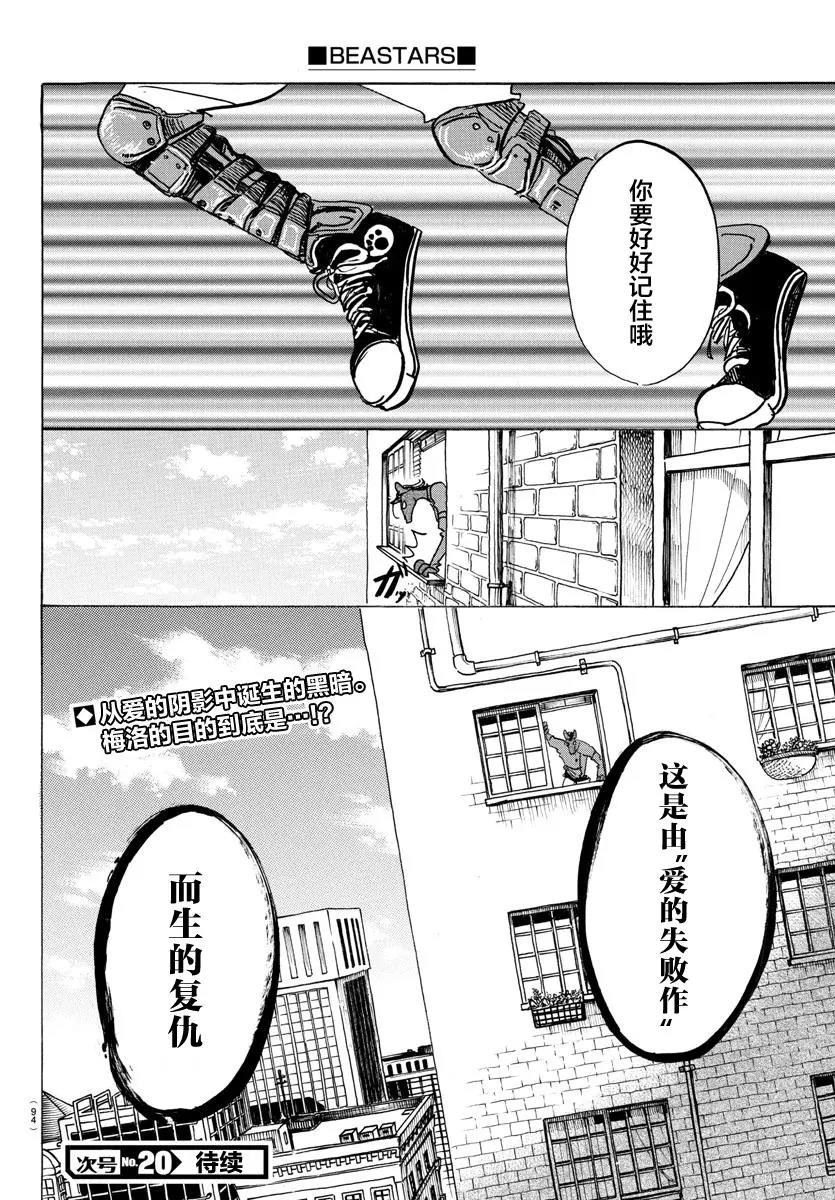 ■BEASTARS■
你要好好记住哦
ガッ
◆从爱的阴影中诞生的黑暗。
梅洛的目的到底是…!?
这是由"爱的失败作"
而生的复仇
(94)
次号No.20 待续